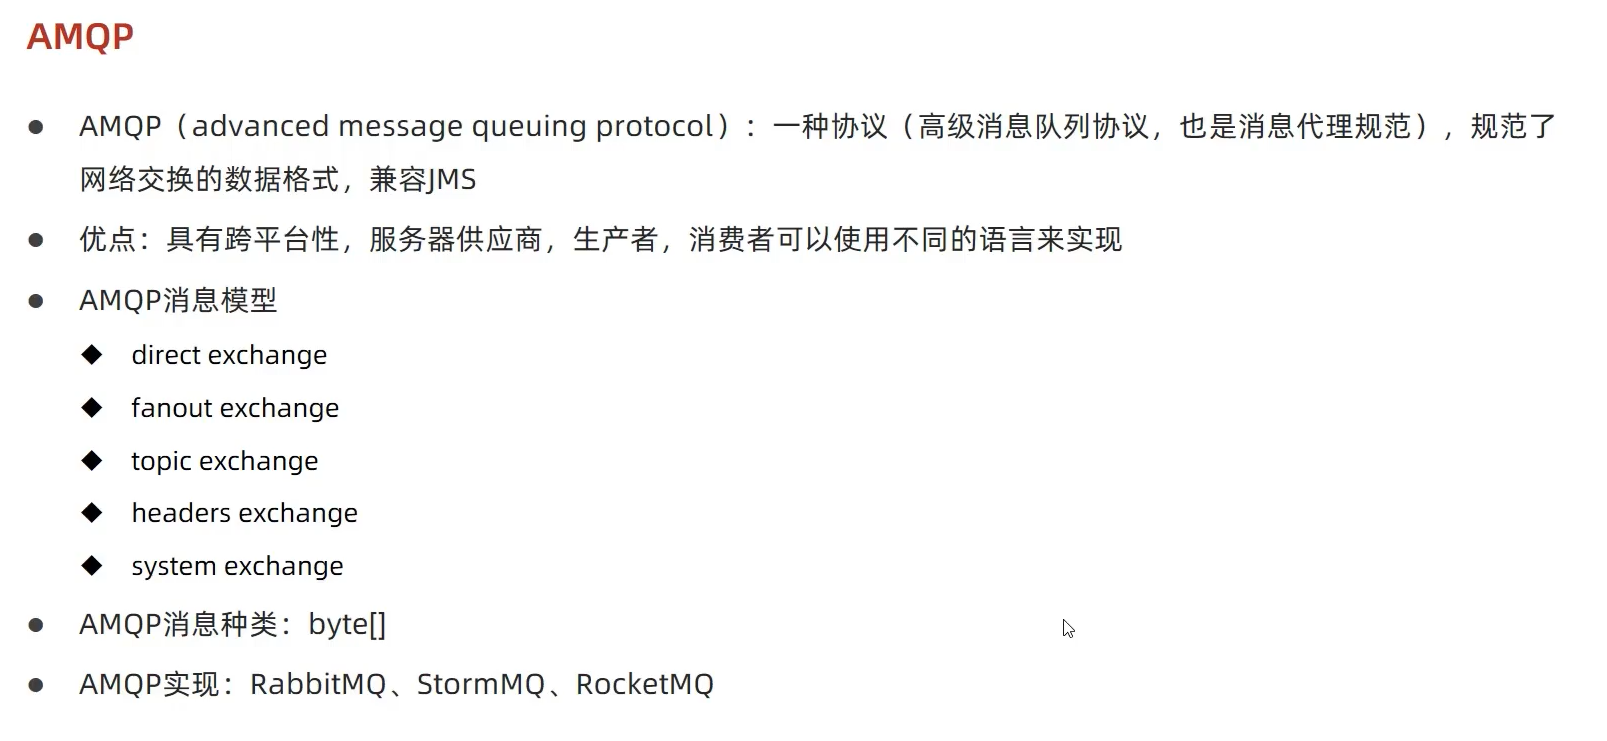 AMQP
AMQP（advanced message queuing protocol）：一种协议（高级消息队列协议，也是消息代理规范），规范了
网络交换的数据格式，兼容JMS
优点：具有跨平台性，服务器供应商，生产者，消费者可以使用不同的语言来实现
AMQP消息模型
direct exchange
fanout exchange
topic exchange
headers exchange
system exchange
AMQP消息种类：byte[]
AMQP实现：RabbitMQ、StormMQ、RocketMQ